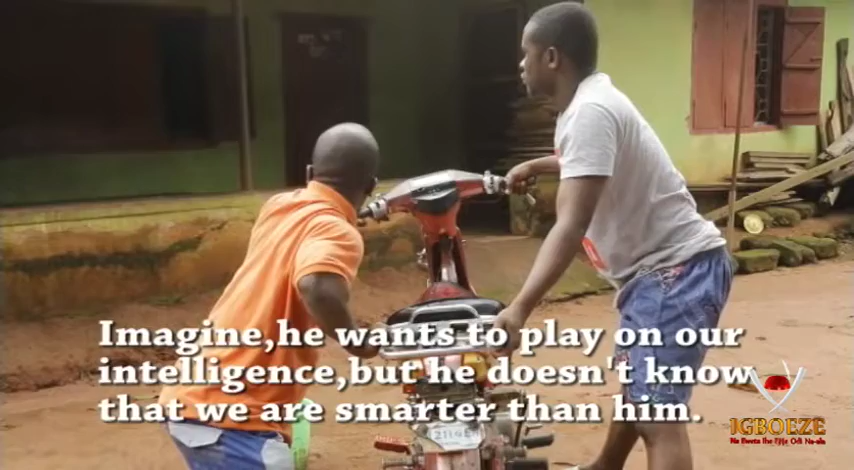 Imagine,he wants to play on our
intelligence,but he doesn't know
that we are smarter than him.
IGBOEZE